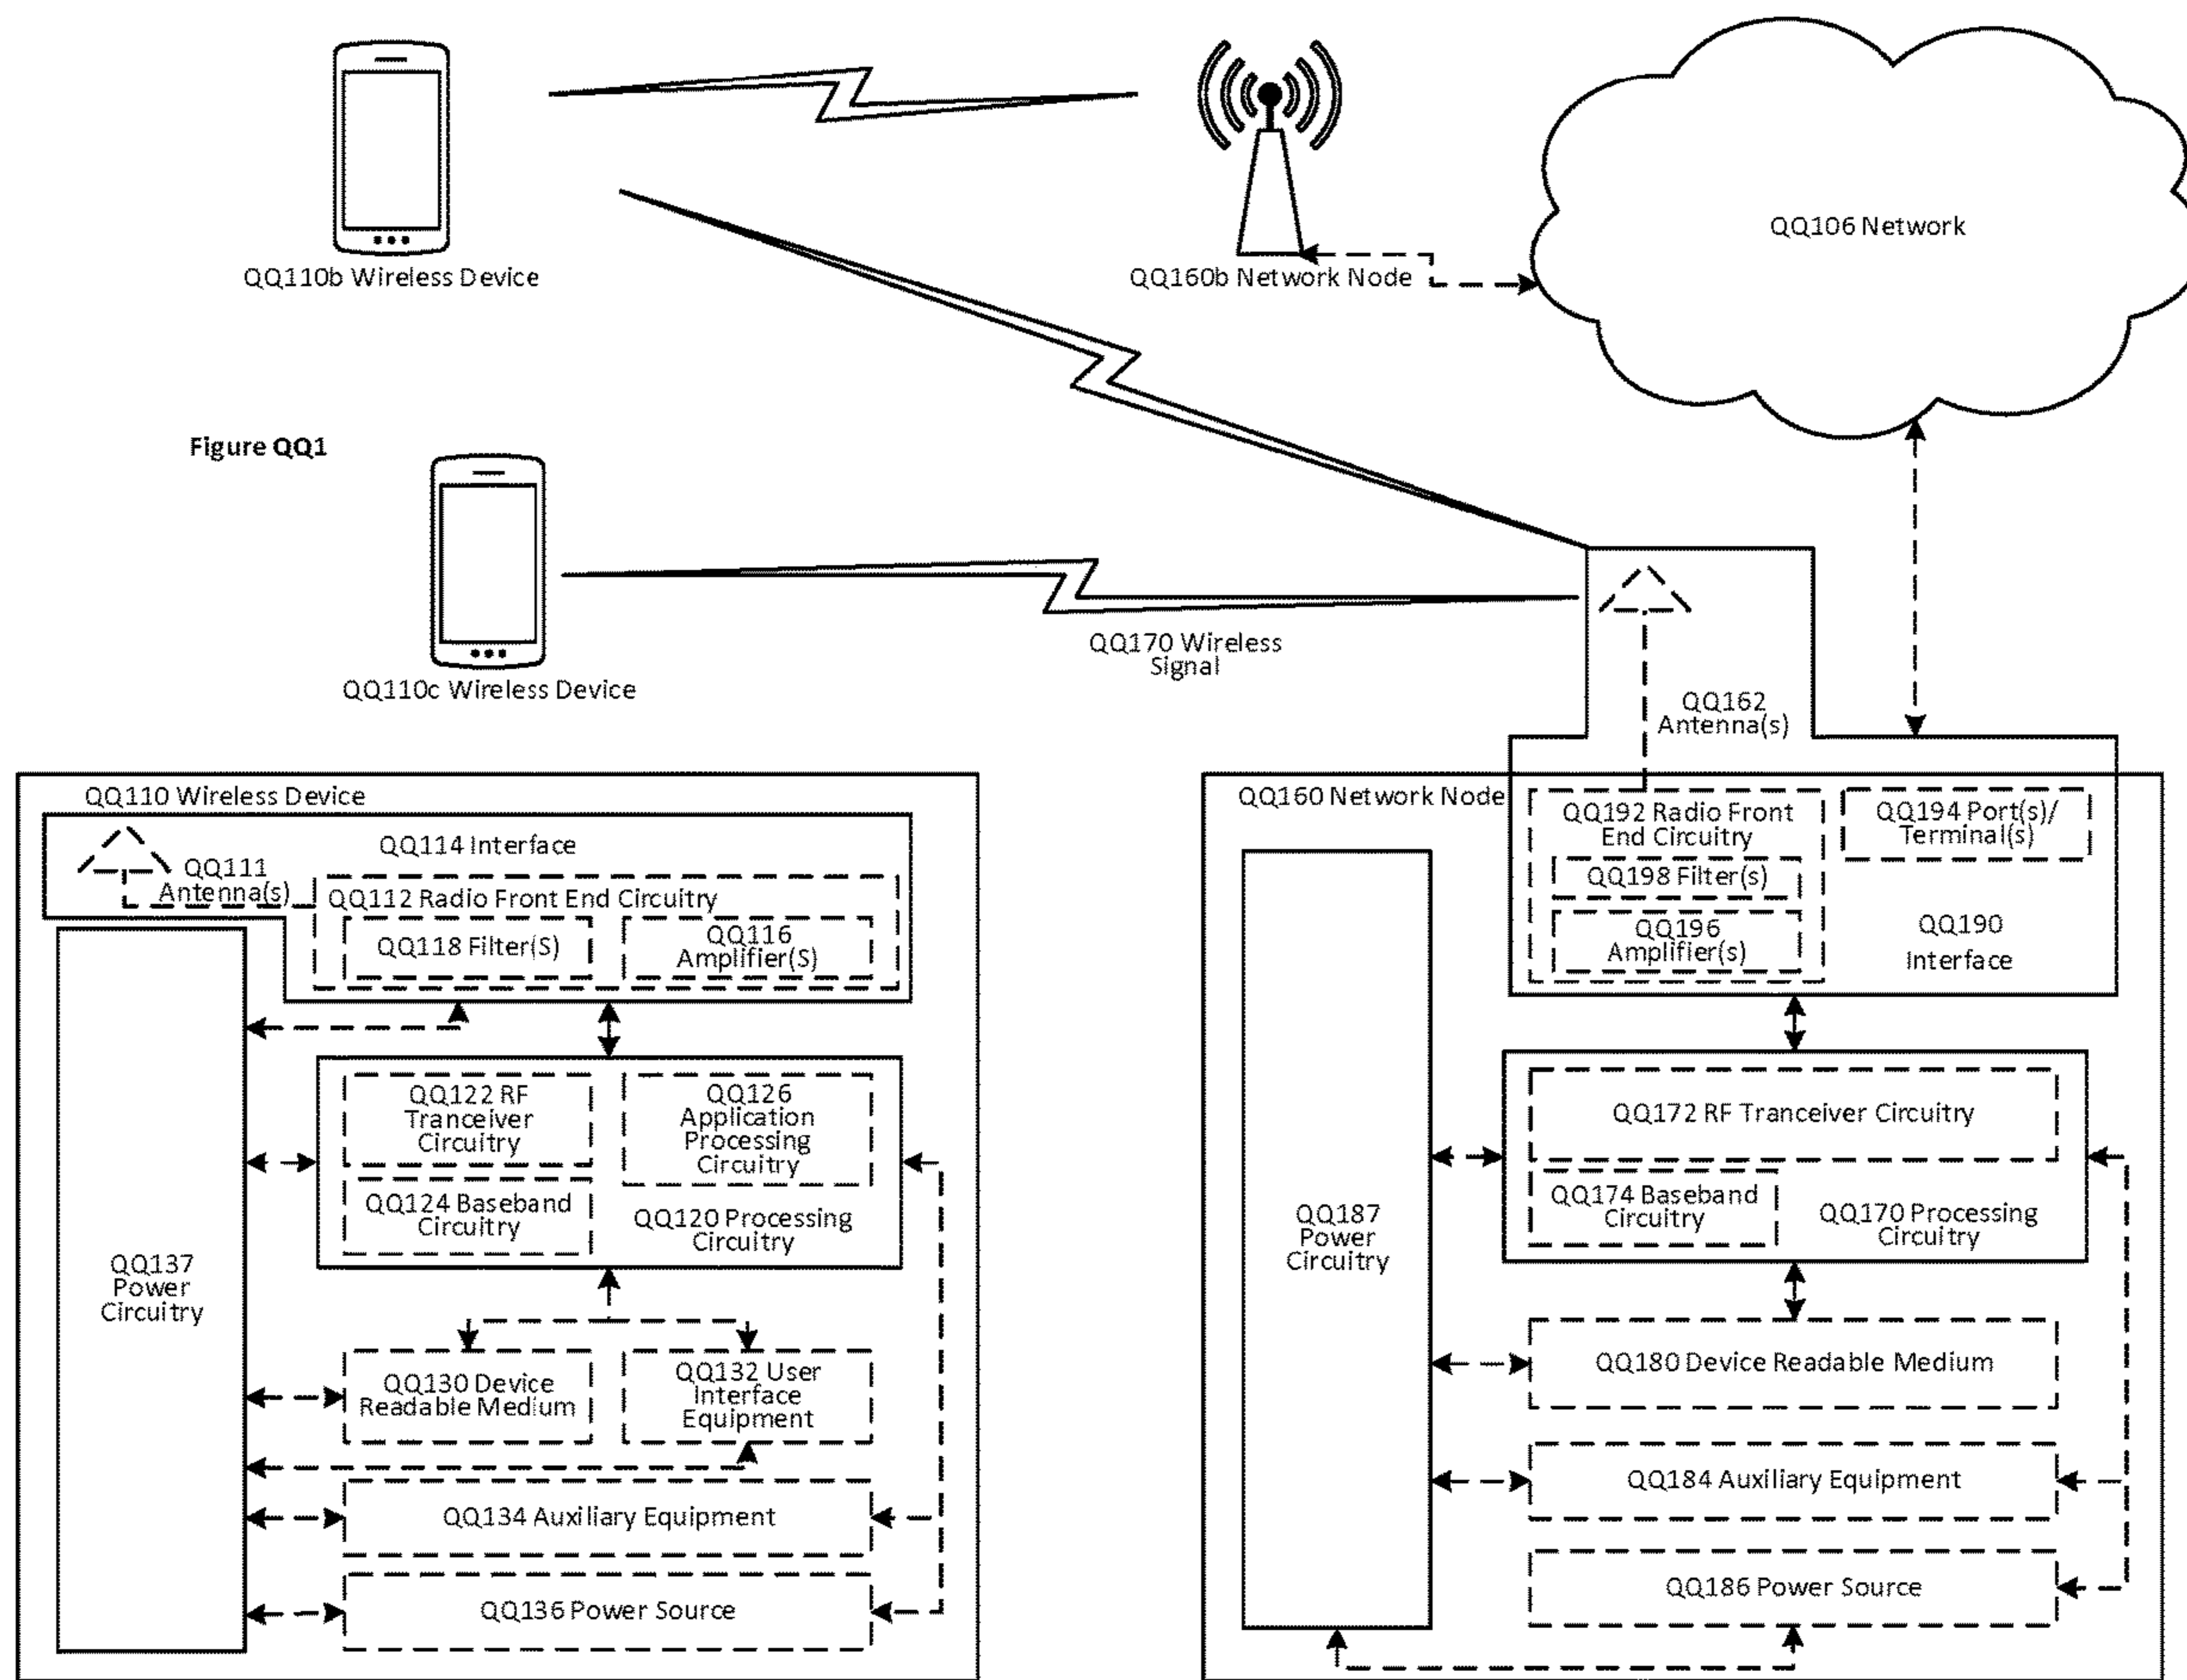 QQ110b Wireless Device
QQ160b Network Node
QQ106 Network
Figure QQ1
QQ110c Wireless Device
QQ170 Wireless
Signal
QQ162
Antenna(s)
QQ110 Wireless Device
QQ114 Interface
QQ111
Antenna(s)
QQ112 Radio Front End Circuitry
QQ118 Filter(S)
QQ116
Amplifier(S)
QQ137
Power
Circuitry
QQ122 RF
Tranceiver
Circuitry
QQ126
Application
Processing
Circuitry
QQ124 Baseband
Circuitry
QQ120 Processing
Circuitry
QQ130 Device
Readable Medium
QQ132 User
Interface
Equipment
QQ134 Auxiliary Equipment
QQ136 Power Source
QQ160 Network Node
QQ192 Radio Front
End Circuitry
QQ198 Filter(s)
QQ196
Amplifier(s)
QQ194 Port(s)/
Terminal(s)
QQ190
Interface
QQ187
Power
Circuitry
QQ172 RF Tranceiver Circuitry
QQ174 Baseband
Circuitry
QQ170 Processing
Circuitry
QQ180 Device Readable Medium
QQ184 Auxiliary Equipment
QQ186 Power Source